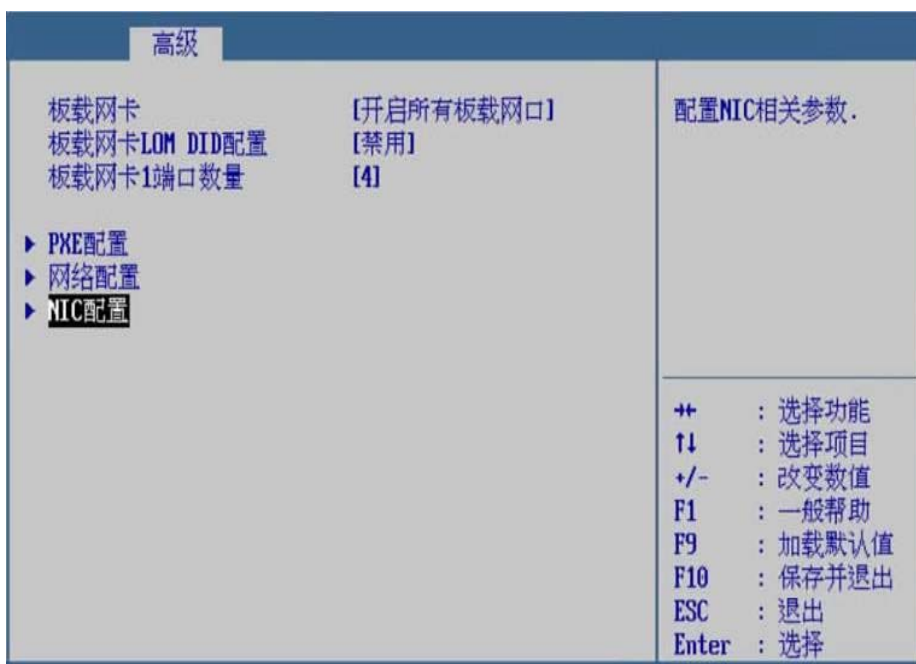 高级
板载网卡 [开启所有板载网口]
板载网卡LOM DID配置 [禁用]
板载网卡1端口数量 [4]
PXE配置
网络配置
NIC配置
配置NIC相关参数.
→← : 选择功能
↑↓ : 选择项目
+/- : 改变数值
F1 : 一般帮助
F9 : 加载默认值
F10 : 保存并退出
ESC : 退出
Enter : 选择